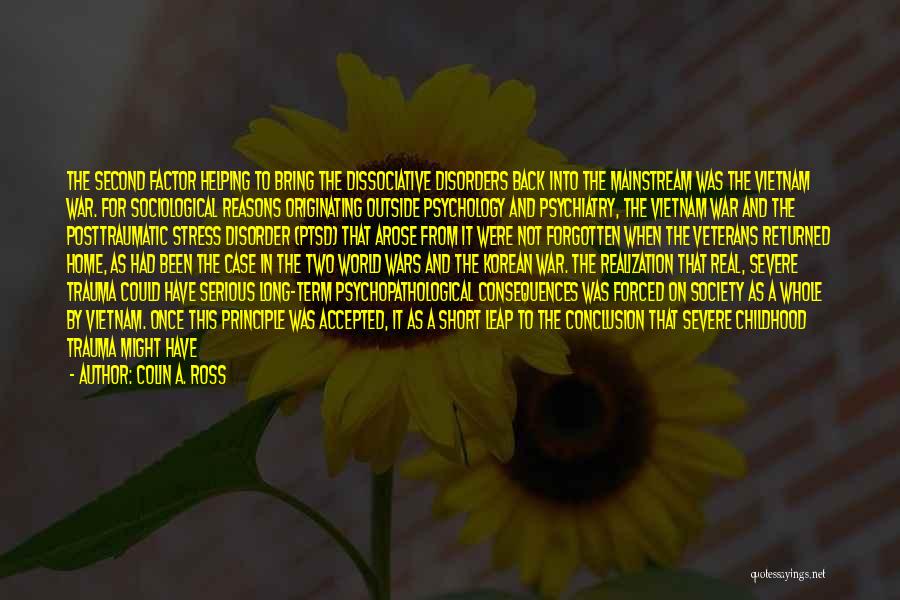 THE SECOND FACTOR HELPING TO BRING THE DISSOCIATIVE DISORDERS BACK INTO THE MAINSTREAM WAS THE VIETNAM
WAR. FOR SOCIOLOGICAL REASONS ORIGINATING OUTSIDE PSYCHOLOGY AND PSYCHIATRY, THE VIETNAM WAR AND THE
POSTTRAUMATIC STRESS DISORDER (PTSD) THAT AROSE FROM IT WERE NOT FORGOTTEN WHEN THE VETERANS RETURNED
HOME, AS HAD BEEN THE CASE IN THE TWO WORLD WARS AND THE KOREAN WAR. THE REALIZATION THAT REAL, SEVERE
TRAUMA COULD HAVE SERIOUS LONG-TERM PSYCHOPATHOLOGICAL CONSEQUENCES WAS FORCED ON SOCIETY AS A WHOLE
BY VIETNAM. ONCE THIS PRINCIPLE WAS ACCEPTED, IT AS A SHORT LEAP TO THE CONCLUSION THAT SEVERE CHILDHOOD
TRAUMA MIGHT HAVE
- AUTHOR: COLIN A. ROSS
quotessayings.net